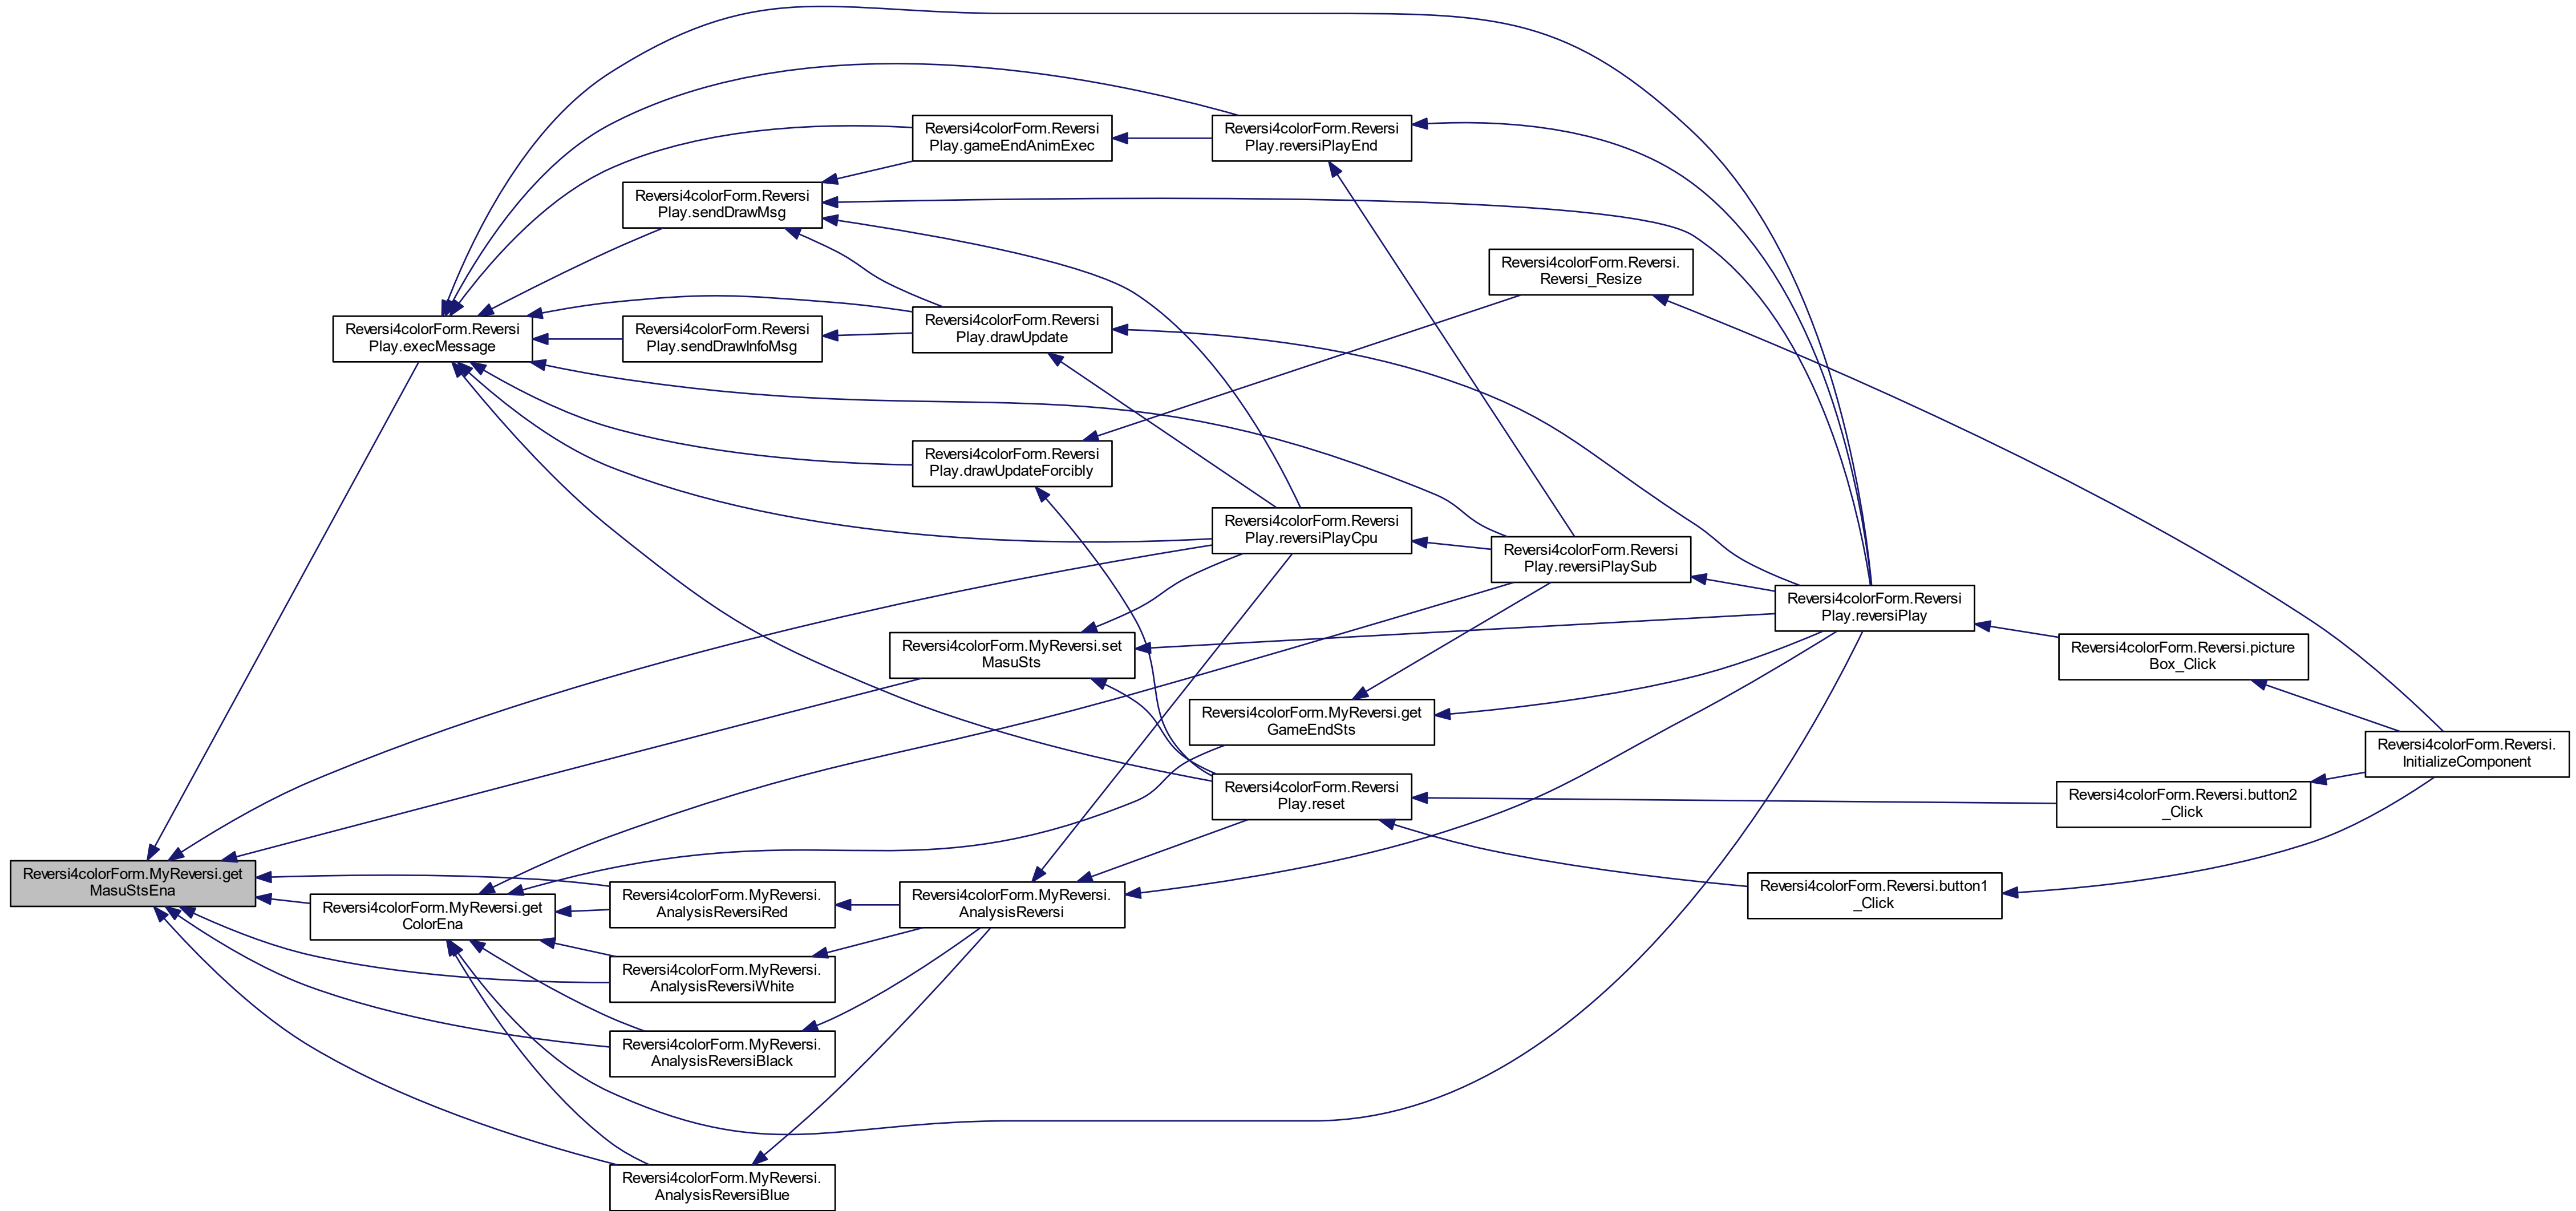 Reversi4colorForm.Reversi
Play.gameEndAnimExec
Reversi4colorForm.Reversi
Play.reversiPlayEnd
Reversi4colorForm.Reversi
Play.sendDrawMsg
Reversi4colorForm.Reversi.
Reversi_Resize
Reversi4colorForm.Reversi
Play.execMessage
Reversi4colorForm.Reversi
Play.sendDrawInfoMsg
Reversi4colorForm.Reversi
Play.drawUpdate
Reversi4colorForm.Reversi
Play.drawUpdateForcibly
Reversi4colorForm.Reversi
Play.reversiPlayCpu
Reversi4colorForm.Reversi
Play.reversiPlaySub
Reversi4colorForm.Reversi
Play.reversiPlay
Reversi4colorForm.MyReversi.set
MasuSts
Reversi4colorForm.Reversi.picture
Box_Click
Reversi4colorForm.MyReversi.get
GameEndSts
Reversi4colorForm.Reversi.
InitializeComponent
Reversi4colorForm.Reversi
Play.reset
Reversi4colorForm.Reversi.button2
_Click
Reversi4colorForm.MyReversi.get
MasuStsEna
Reversi4colorForm.MyReversi.get
ColorEna
Reversi4colorForm.MyReversi.
AnalysisReversiRed
Reversi4colorForm.MyReversi.
AnalysisReversi
Reversi4colorForm.Reversi.button1
_Click
Reversi4colorForm.MyReversi.
AnalysisReversiWhite
Reversi4colorForm.MyReversi.
AnalysisReversiBlack
Reversi4colorForm.MyReversi.
AnalysisReversiBlue